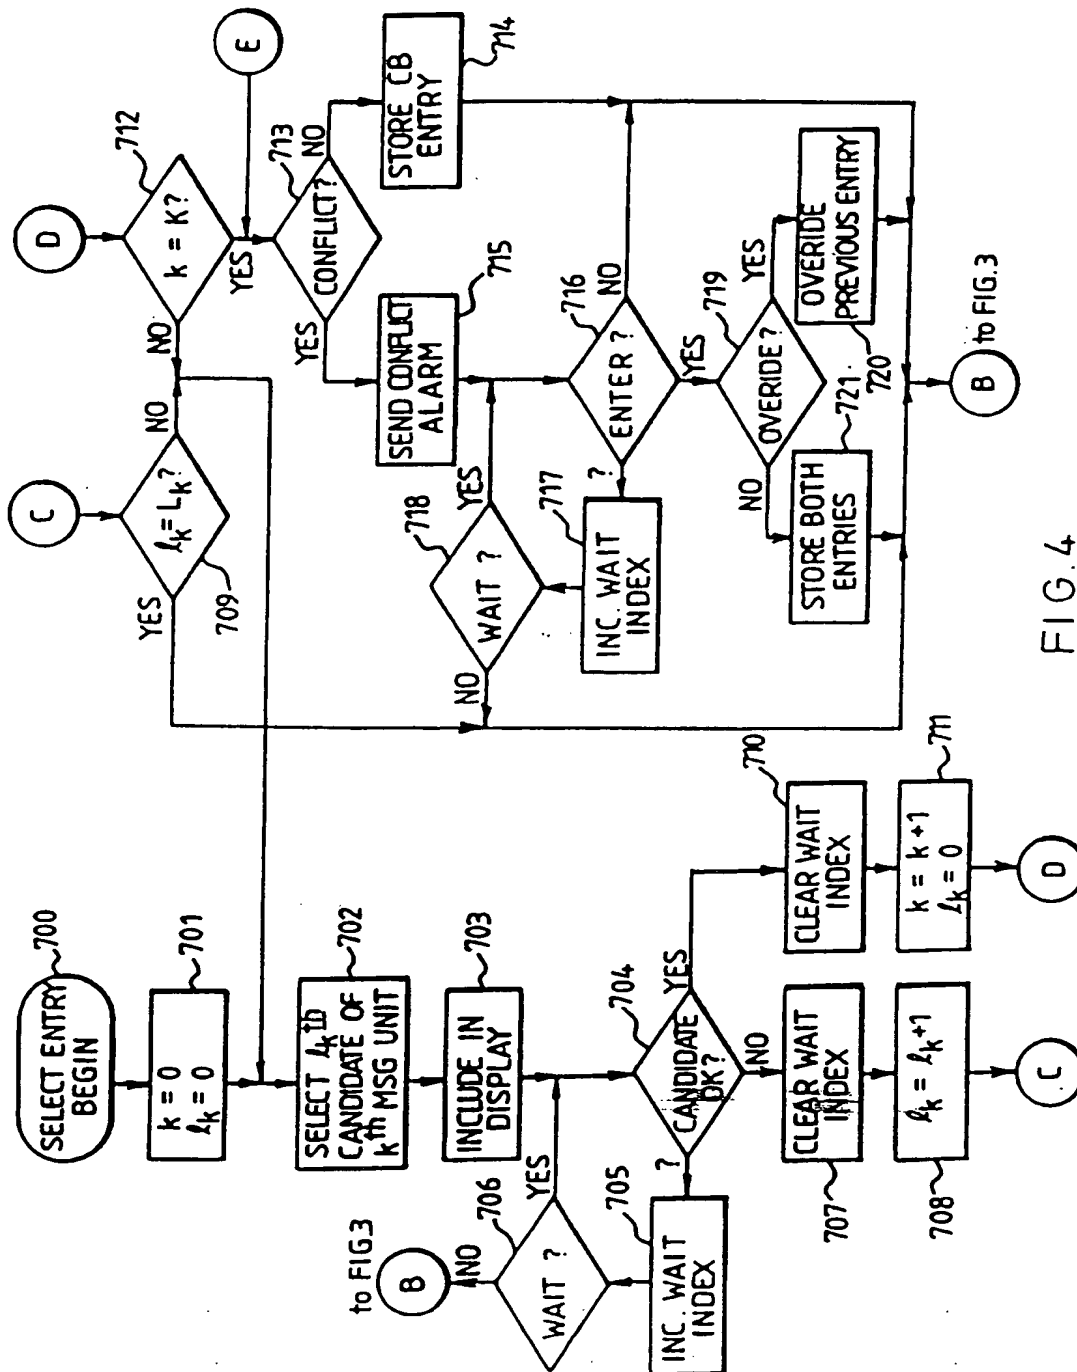 SELECT ENTRY
BEGIN
700
k = 0
ℓk = 0
701
SELECT ℓk th
CANDIDATE OF
k th MSG UNIT
702
INCLUDE IN
DISPLAY
703
CANDIDATE
OK?
704
YES
NO
?
INC. WAIT
INDEX
705
WAIT ?
706
YES
NO
B
to FIG.3
CLEAR WAIT
INDEX
707
ℓk = ℓk+1
708
C
CLEAR WAIT
INDEX
710
k = k+1
ℓk = 0
711
D
C
ℓk = Lk?
709
YES
NO
D
k = K?
712
NO
YES
E
CONFLICT?
713
NO
YES
STORE CB
ENTRY
714
SEND CONFLICT
ALARM
715
ENTER ?
716
NO
YES
?
INC. WAIT
INDEX
717
WAIT ?
718
YES
NO
OVERIDE?
719
YES
NO
OVERIDE
PREVIOUS ENTRY
720
STORE BOTH
ENTRIES
721
B
to FIG.3
FIG.4